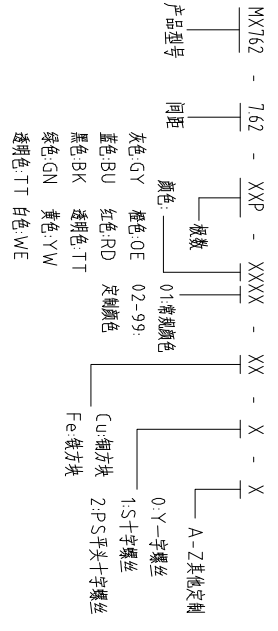 MX762 - 7.62 - XXP - XXXX - XX - X - X
产品型号
间距
极数
颜色:
灰色:GY 橙色:OE
蓝色:BU 红色:RD
黑色:BK 透明色:TT
绿色:GN 黄色:YW
透明色:TT 白色:WE
01:常规颜色
02-99:
定制颜色
Cu:铜方块
Fe:铁方块
0:Y一字螺丝
1:S十字螺丝
2:PS平头十字螺丝
A-Z其他定制